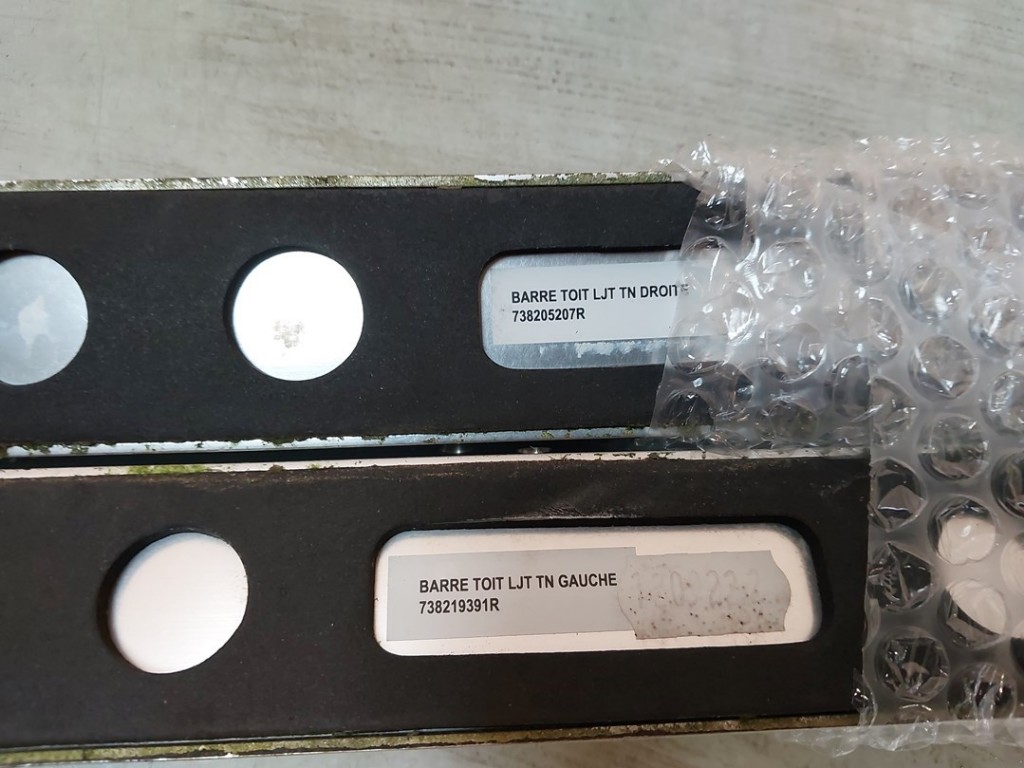 BARRE TOIT LJT TN DROITE
738205207R
BARRE TOIT LJT TN GAUCHE
738219391R